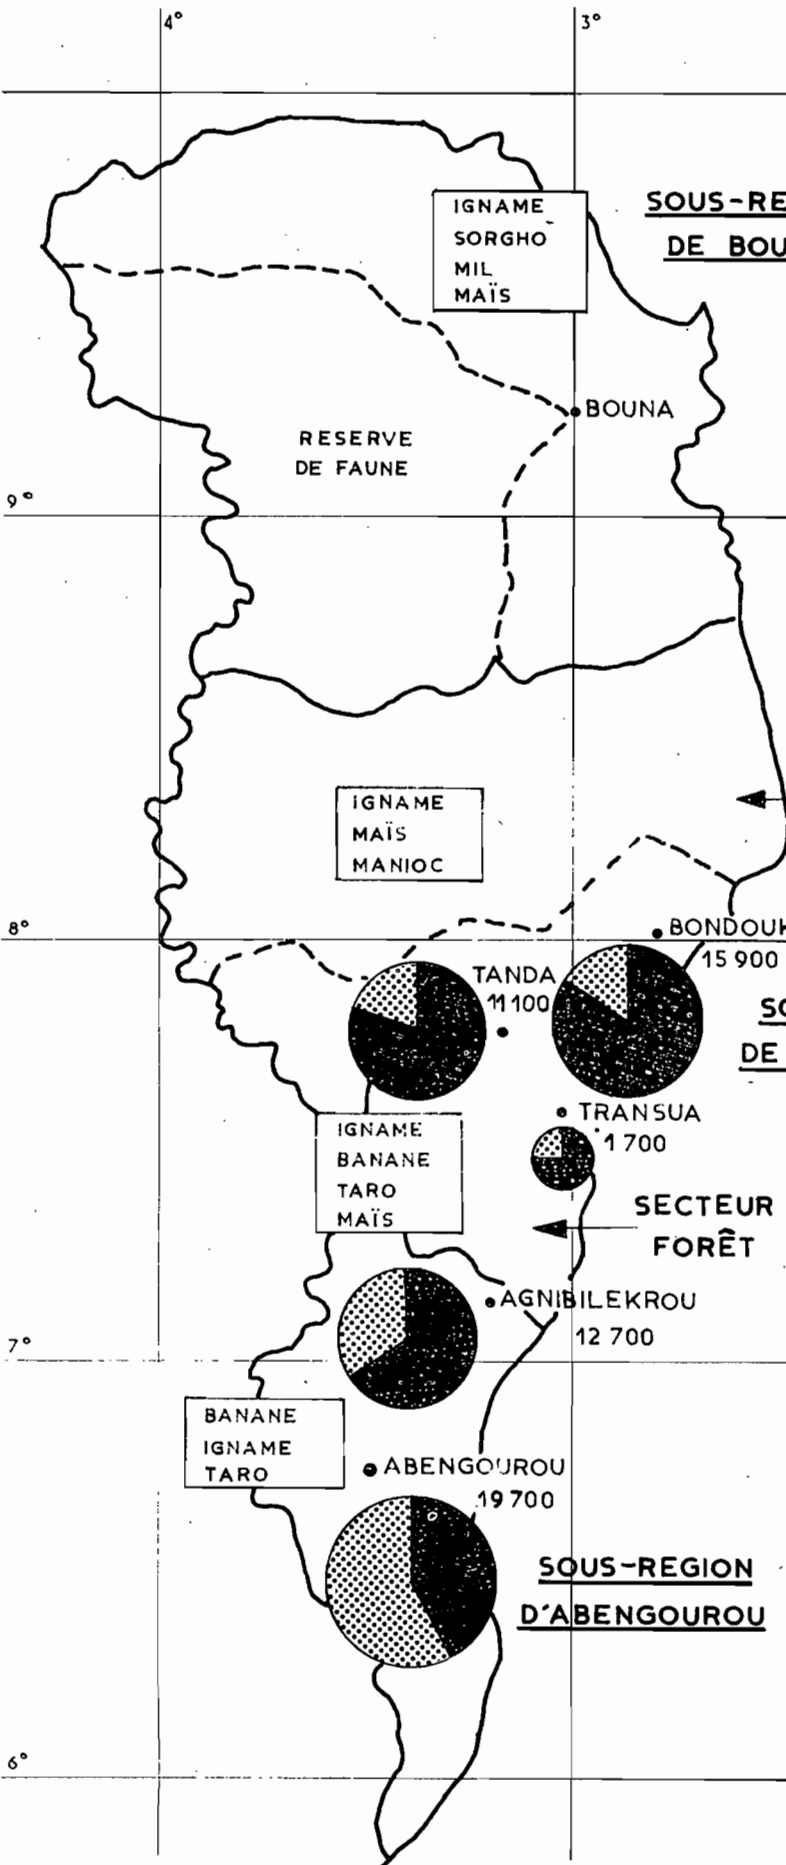 4°
3°
IGNAME
SORGHO
MIL
MAÏS
SOUS-RE
DE BOU
BOUNA
RESERVE
DE FAUNE
9°
IGNAME
MAÏS
MANIOC
8°
BONDOUK
15 900
TANDA
11 100
SO
DE
TRANSUA
1 700
IGNAME
BANANE
TARO
MAÏS
SECTEUR
FORÊT
AGNIBILEKROU
12 700
7°
BANANE
IGNAME
TARO
ABENGOUROU
19 700
SOUS-REGION
D'ABENGOUROU
6°